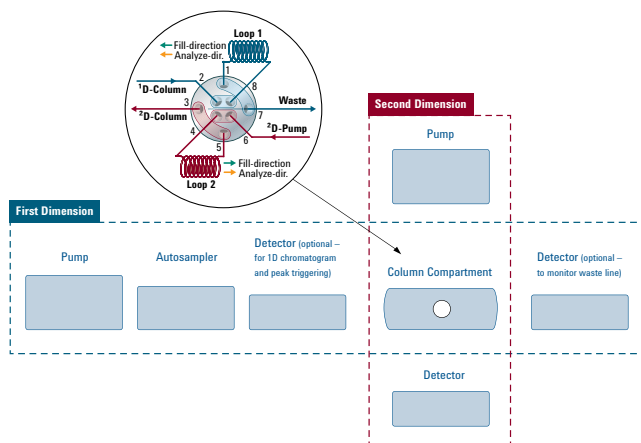 Loop 1
Fill-direction
Analyze-dir.
1
2
8
¹D-Column
Waste
3
²D-Column
7
4
²D-Pump
6
5
Fill-direction
Analyze-dir.
Loop 2
Second Dimension
Pump
First Dimension
Pump
Autosampler
Detector (optional –
for 1D chromatogram
and peak triggering)
Column Compartment
Detector (optional –
to monitor waste line)
Detector